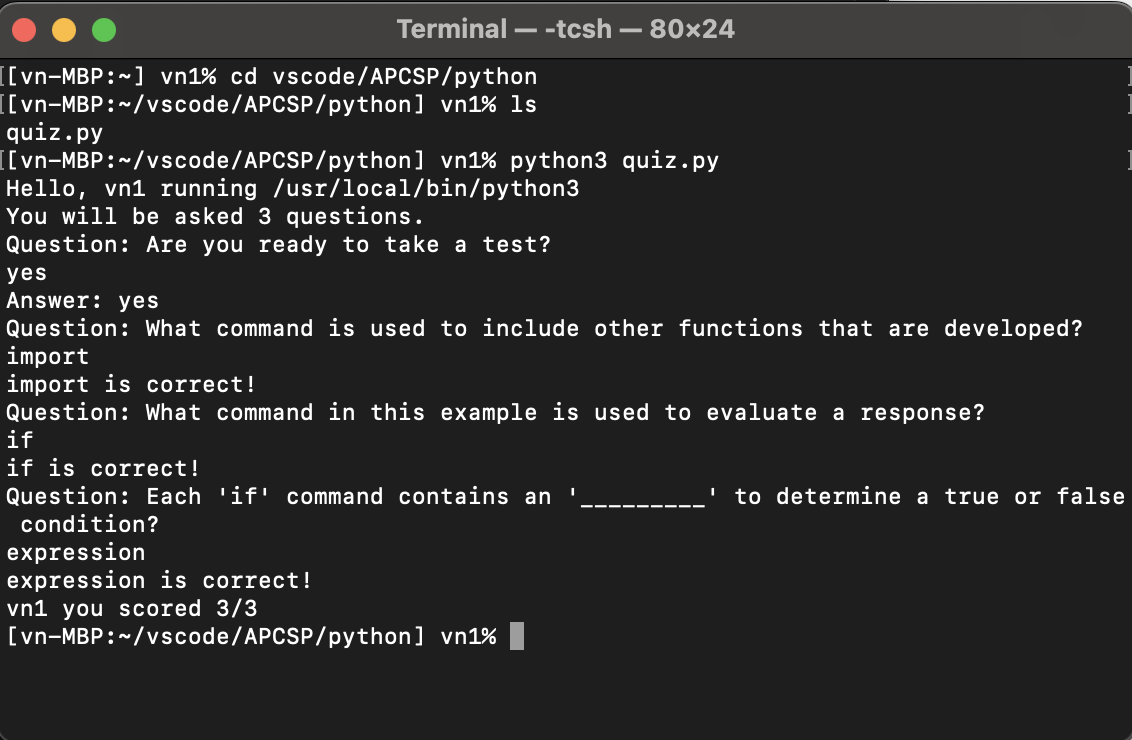 Terminal — -tcsh — 80×24
[[vn-MBP:~] vn1% cd vscode/APCSP/python ]
[[vn-MBP:~/vscode/APCSP/python] vn1% ls ]
quiz.py
[[vn-MBP:~/vscode/APCSP/python] vn1% python3 quiz.py ]
Hello, vn1 running /usr/local/bin/python3
You will be asked 3 questions.
Question: Are you ready to take a test?
yes
Answer: yes
Question: What command is used to include other functions that are developed?
import
import is correct!
Question: What command in this example is used to evaluate a response?
if
if is correct!
Question: Each 'if' command contains an '_________' to determine a true or false
 condition?
expression
expression is correct!
vn1 you scored 3/3
[vn-MBP:~/vscode/APCSP/python] vn1%